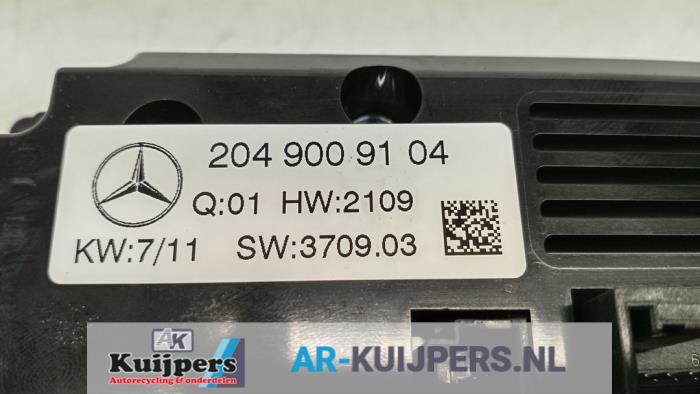 204 900 91 04
Q:01 HW:2109
KW:7/11 SW:3709.03
AK
Kuijpers
Autorecycling & onderdelen
AR-KUIJPERS.NL